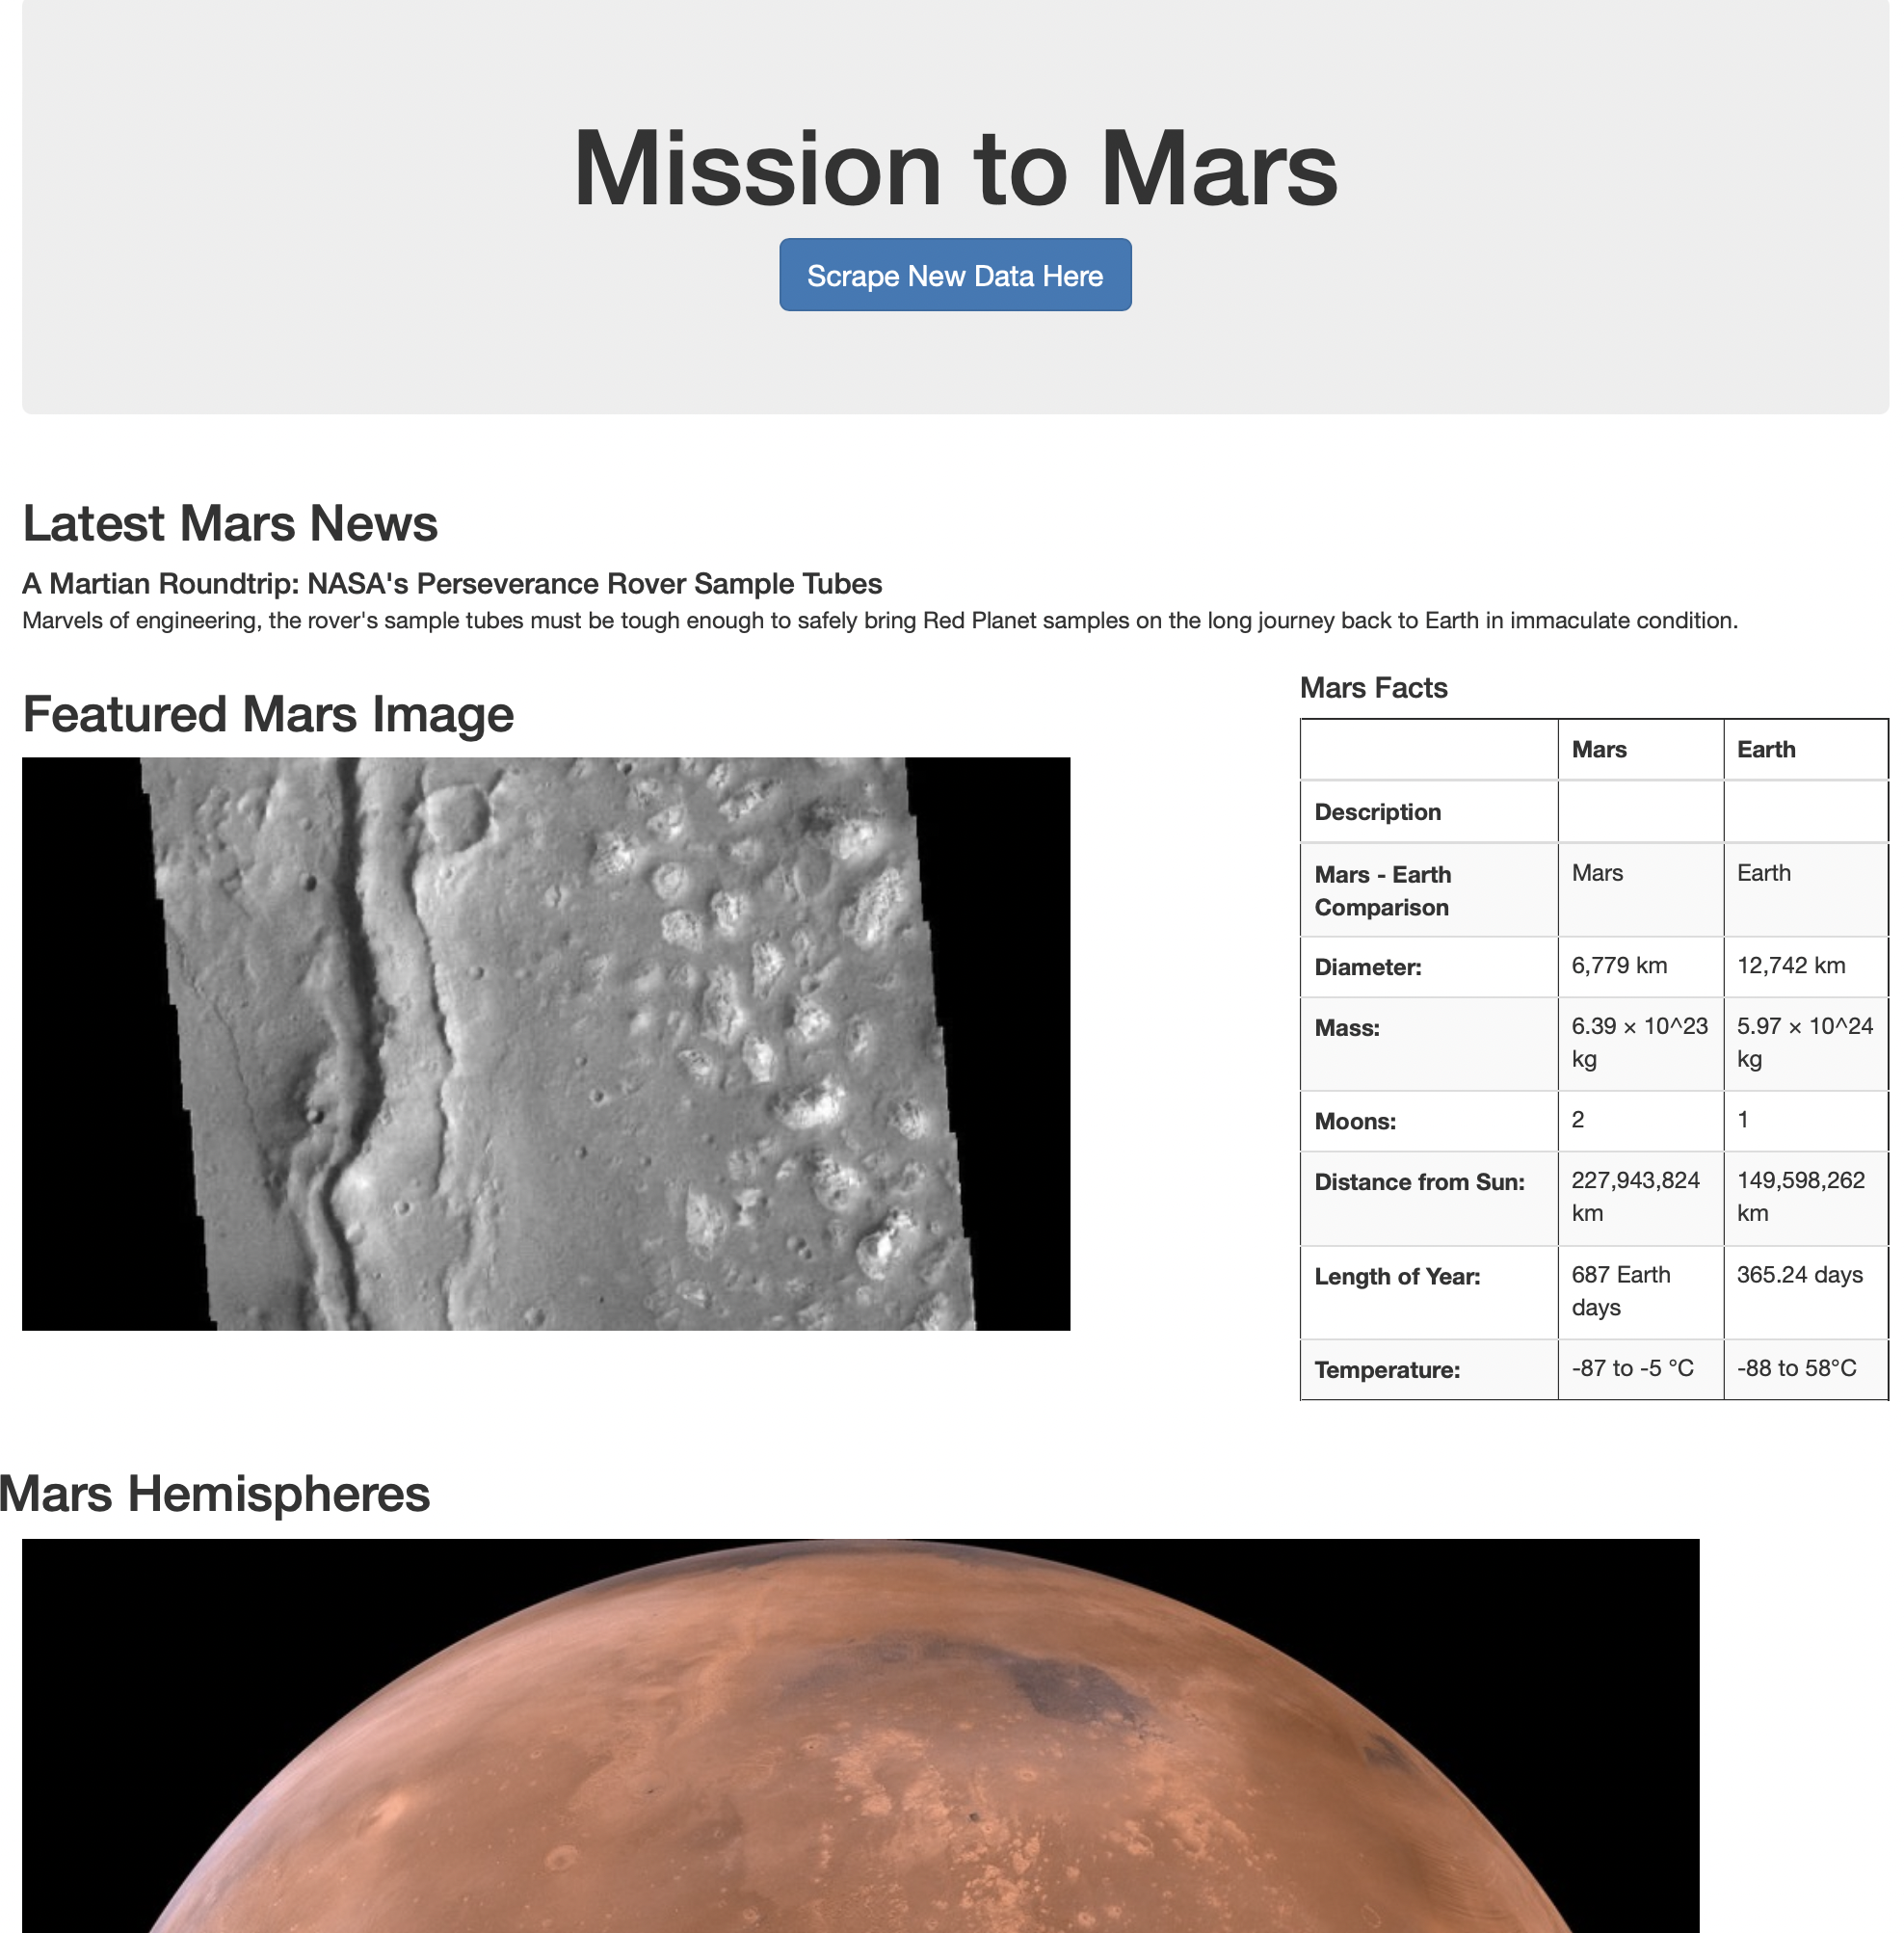 Mission to Mars
Scrape New Data Here
Latest Mars News
A Martian Roundtrip: NASA's Perseverance Rover Sample Tubes
Marvels of engineering, the rover's sample tubes must be tough enough to safely bring Red Planet samples on the long journey back to Earth in immaculate condition.
Featured Mars Image
Mars Facts
Mars Earth
Description
Mars - Earth Mars Earth
Comparison
Diameter: 6,779 km 12,742 km
Mass: 6.39 × 10^23 5.97 × 10^24
kg kg
Moons: 2 1
Distance from Sun: 227,943,824 149,598,262
km km
Length of Year: 687 Earth 365.24 days
days
Temperature: -87 to -5 °C -88 to 58°C
Mars Hemispheres